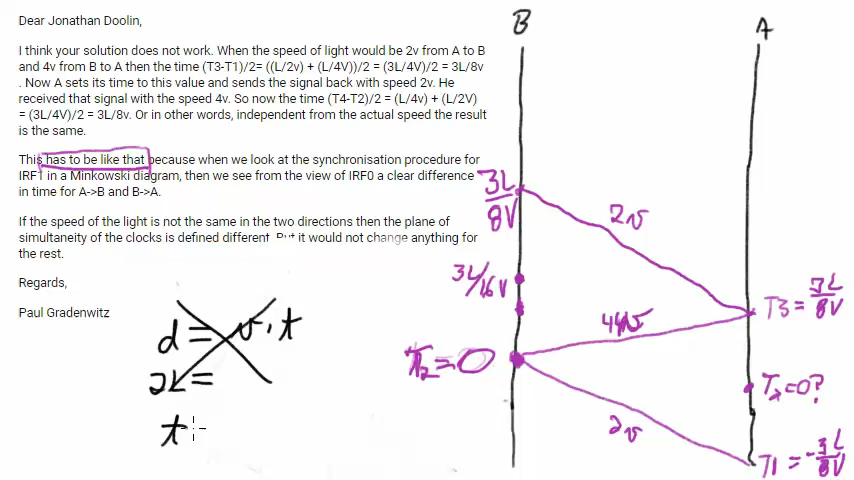 Dear Jonathan Doolin,
I think your solution does not work. When the speed of light would be 2v from A to B
and 4v from B to A then the time (T3-T1)/2= ((L/2v) + (L/4V))/2 = (3L/4V)/2 = 3L/8v
. Now A sets its time to this value and sends the signal back with speed 2v. He
received that signal with the speed 4v. So now the time (T4-T2)/2 = (L/4v) + (L/2V)
= (3L/4V)/2 = 3L/8v. Or in other words, independent from the actual speed the result
is the same.
This has to be like that because when we look at the synchronisation procedure for
IRF1 in a Minkowski diagram, then we see from the view of IRF0 a clear difference
in time for A->B and B->A.
If the speed of the light is not the same in the two directions then the plane of
simultaneity of the clocks is defined different. But it would not change anything for
the rest.
Regards,
Paul Gradenwitz
d = v.t
2L =
t =
B
A
3L/8V
2v
3L/16V
4v
T3 = 3L/8V
T2 = 0
T2 = 0?
2v
T1 = -3L/8V